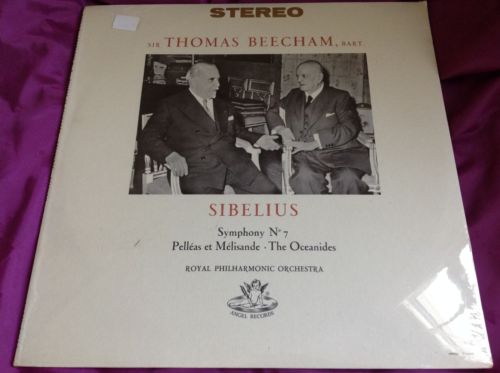 STEREO
SIR THOMAS BEECHAM, BART.
SIBELIUS
Symphony Nº 7
Pelléas et Mélisande · The Oceanides
ROYAL PHILHARMONIC ORCHESTRA
ANGEL RECORDS